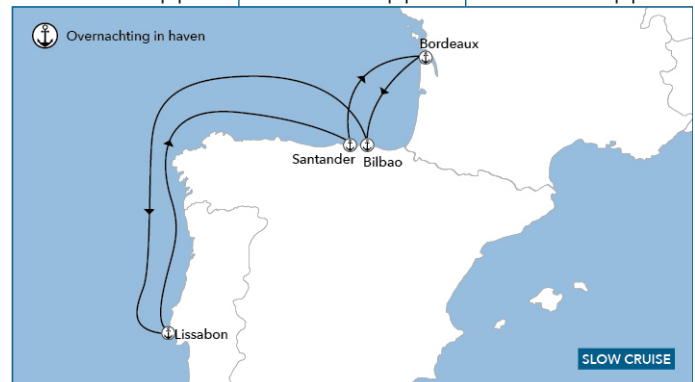 Overnachting in haven
Bordeaux
Santander
Bilbao
Lissabon
SLOW CRUISE